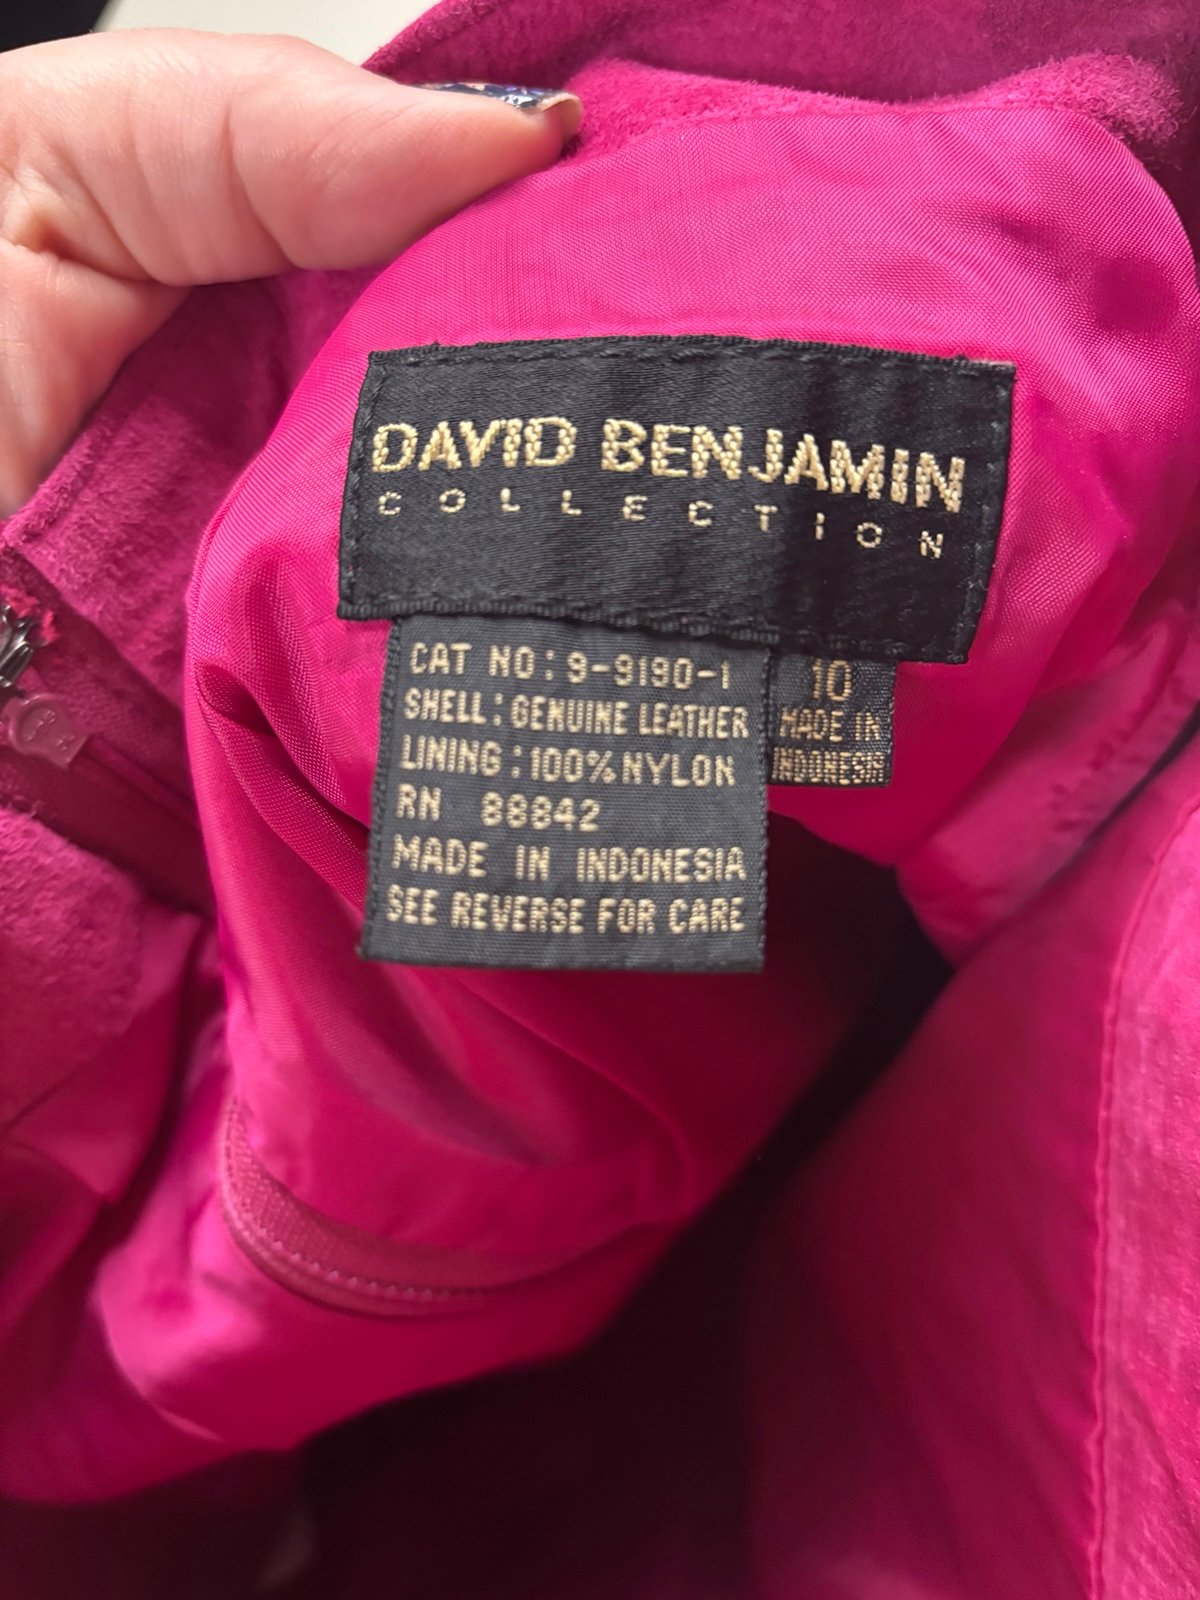 DAVID BENJAMIN
COLLECTION
CAT NO: 9-9190-1
SHELL: GENUINE LEATHER
LINING: 100% NYLON
RN 88842
MADE IN INDONESIA
SEE REVERSE FOR CARE
10
MADE IN
INDONESIA